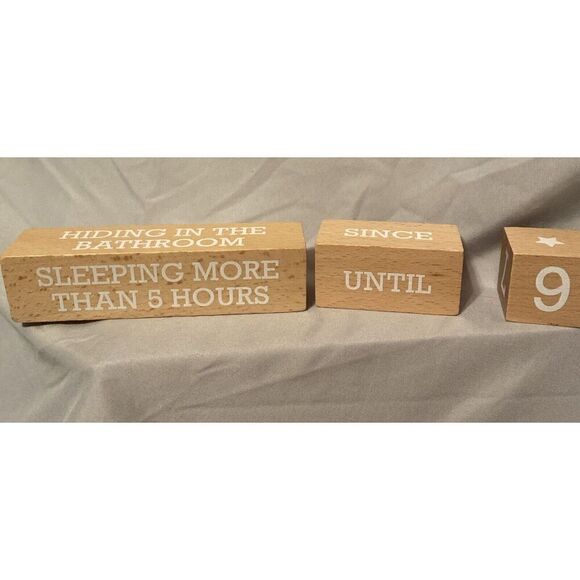 HIDING IN THE
BATHROOM
SLEEPING MORE
THAN 5 HOURS
SINCE
UNTIL
9